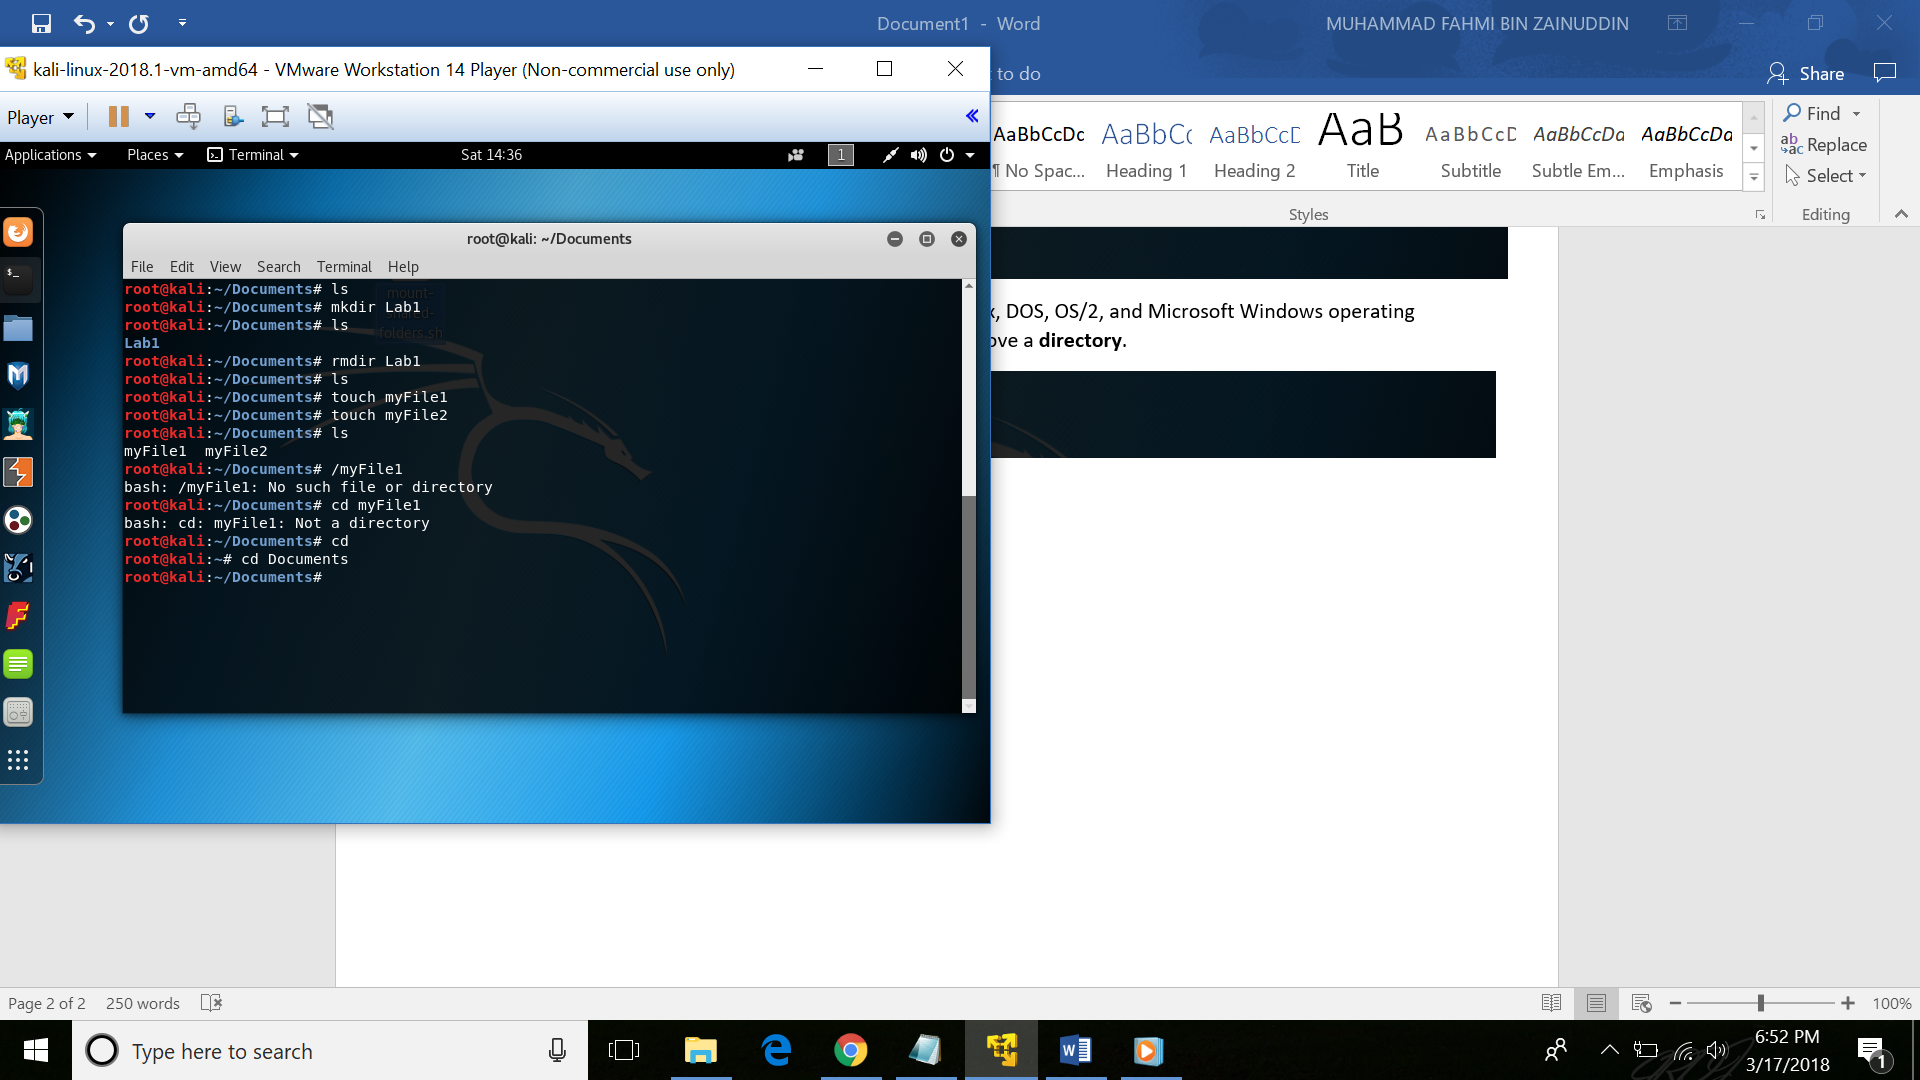 Document1 - Word
MUHAMMAD FAHMI BIN ZAINUDDIN
kali-linux-2018.1-vm-amd64 - VMware Workstation 14 Player (Non-commercial use only)
to do
Share
Player
AaBbCcDc
AaBbCc
AaBbCcD
AaB
AaBbCcD
AaBbCcDa
AaBbCcDa
¶ No Spac...
Heading 1
Heading 2
Title
Subtitle
Subtle Em...
Emphasis
Styles
Find
Replace
Select
Editing
Applications
Places
Terminal
Sat 14:36
1
root@kali: ~/Documents
File Edit View Search Terminal Help
mount-
shared-
folders.sh
root@kali:~/Documents# ls
root@kali:~/Documents# mkdir Lab1
root@kali:~/Documents# ls
Lab1
root@kali:~/Documents# rmdir Lab1
root@kali:~/Documents# ls
root@kali:~/Documents# touch myFile1
root@kali:~/Documents# touch myFile2
root@kali:~/Documents# ls
myFile1  myFile2
root@kali:~/Documents# /myFile1
bash: /myFile1: No such file or directory
root@kali:~/Documents# cd myFile1
bash: cd: myFile1: Not a directory
root@kali:~/Documents# cd
root@kali:~# cd Documents
root@kali:~/Documents#
, DOS, OS/2, and Microsoft Windows operating
ove a directory.
Page 2 of 2
250 words
100%
Type here to search
6:52 PM
3/17/2018
1